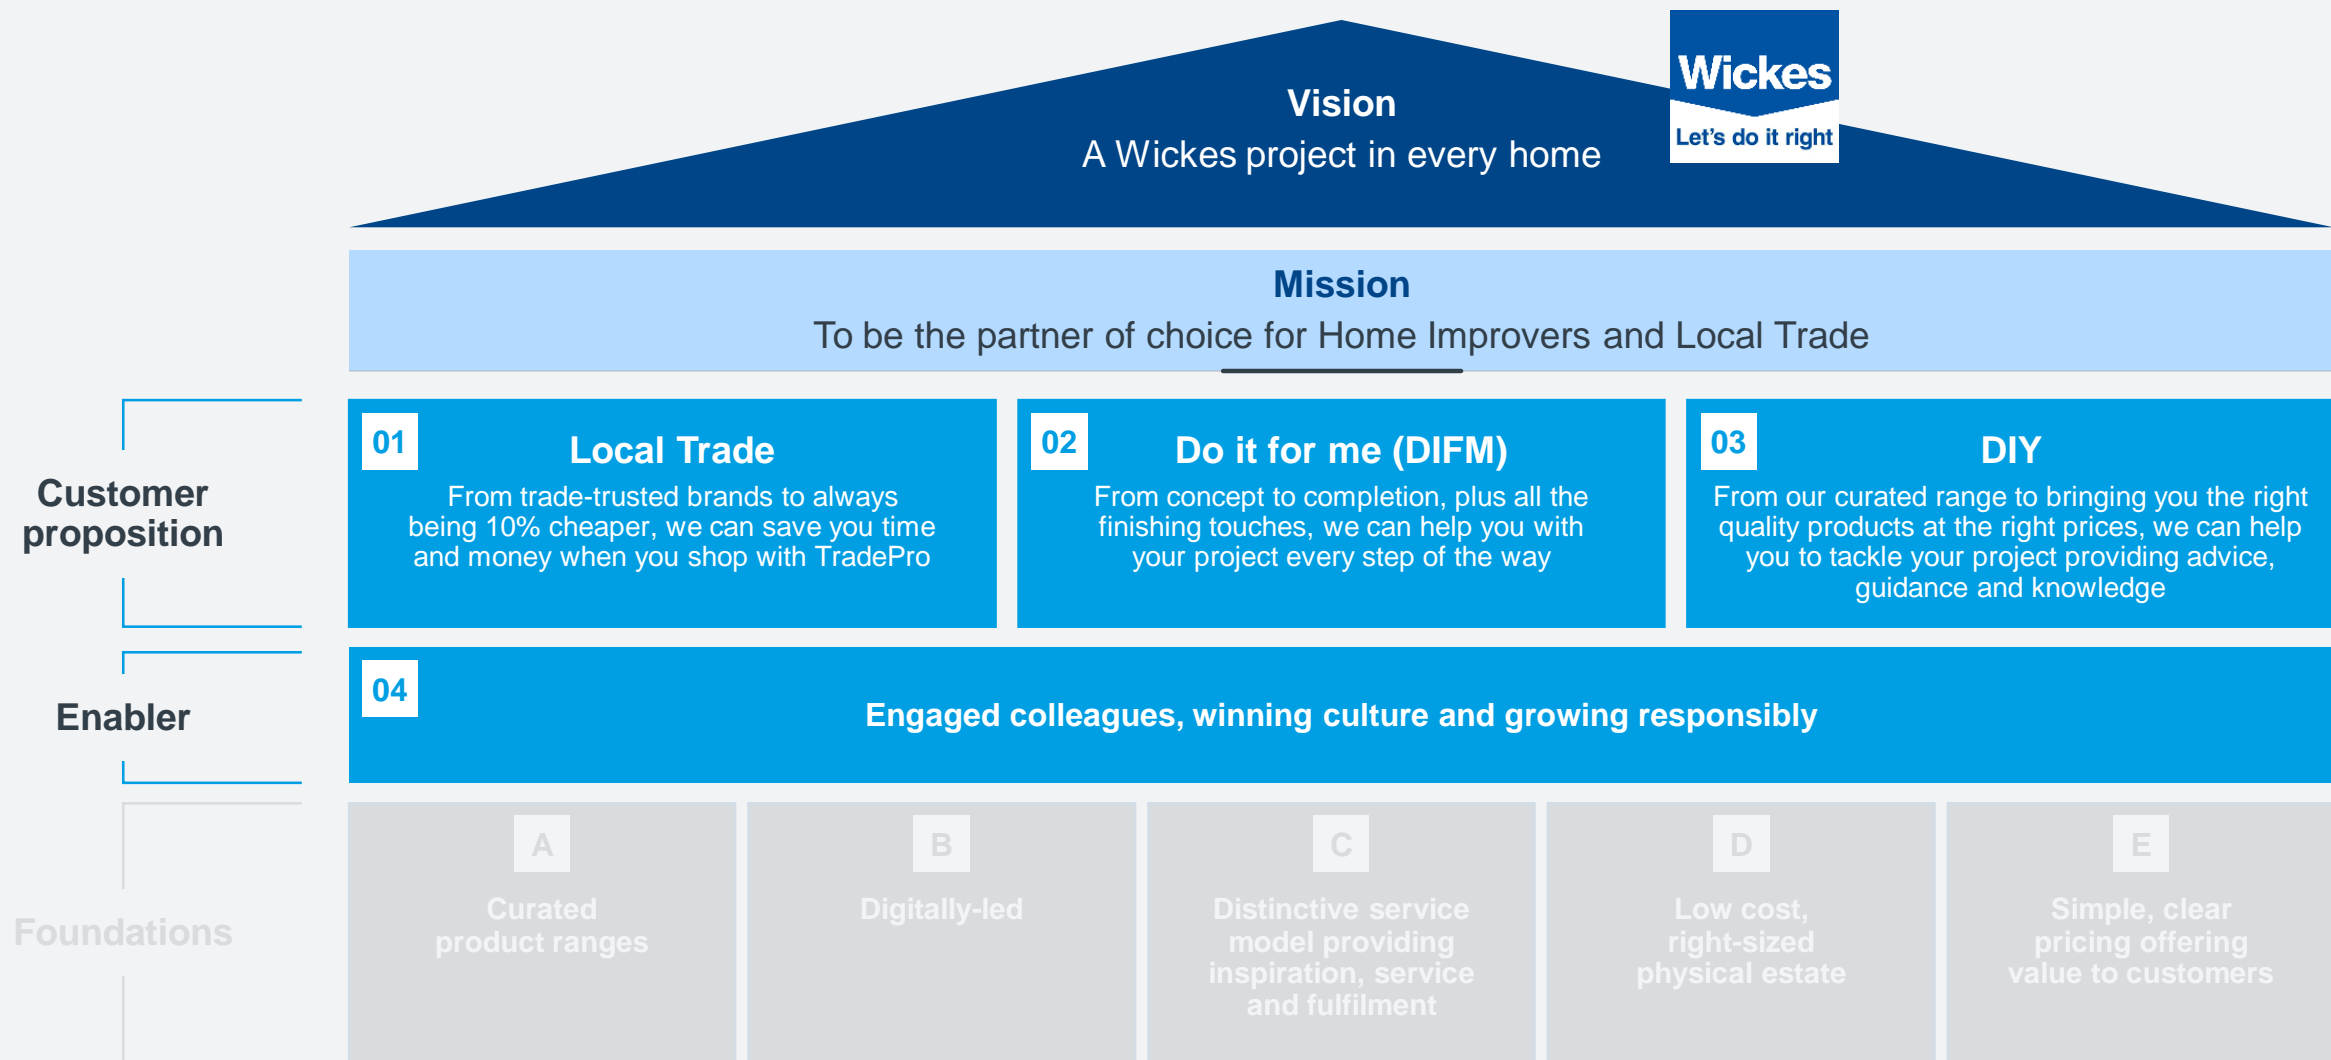 Vision
A Wickes project in every home
Wickes
Let's do it right
Mission
To be the partner of choice for Home Improvers and Local Trade
Customer
proposition
01
Local Trade
From trade-trusted brands to always
being 10% cheaper, we can save you time
and money when you shop with TradePro
02
Do it for me (DIFM)
From concept to completion, plus all the
finishing touches, we can help you with
your project every step of the way
03
DIY
From our curated range to bringing you the right
quality products at the right prices, we can help
you to tackle your project providing advice,
guidance and knowledge
Enabler
04
Engaged colleagues, winning culture and growing responsibly
Foundations
A
Curated
product ranges
B
Digitally-led
C
Distinctive service
model providing
inspiration, service
and fulfilment
D
Low cost,
right-sized
physical estate
E
Simple, clear
pricing offering
value to customers